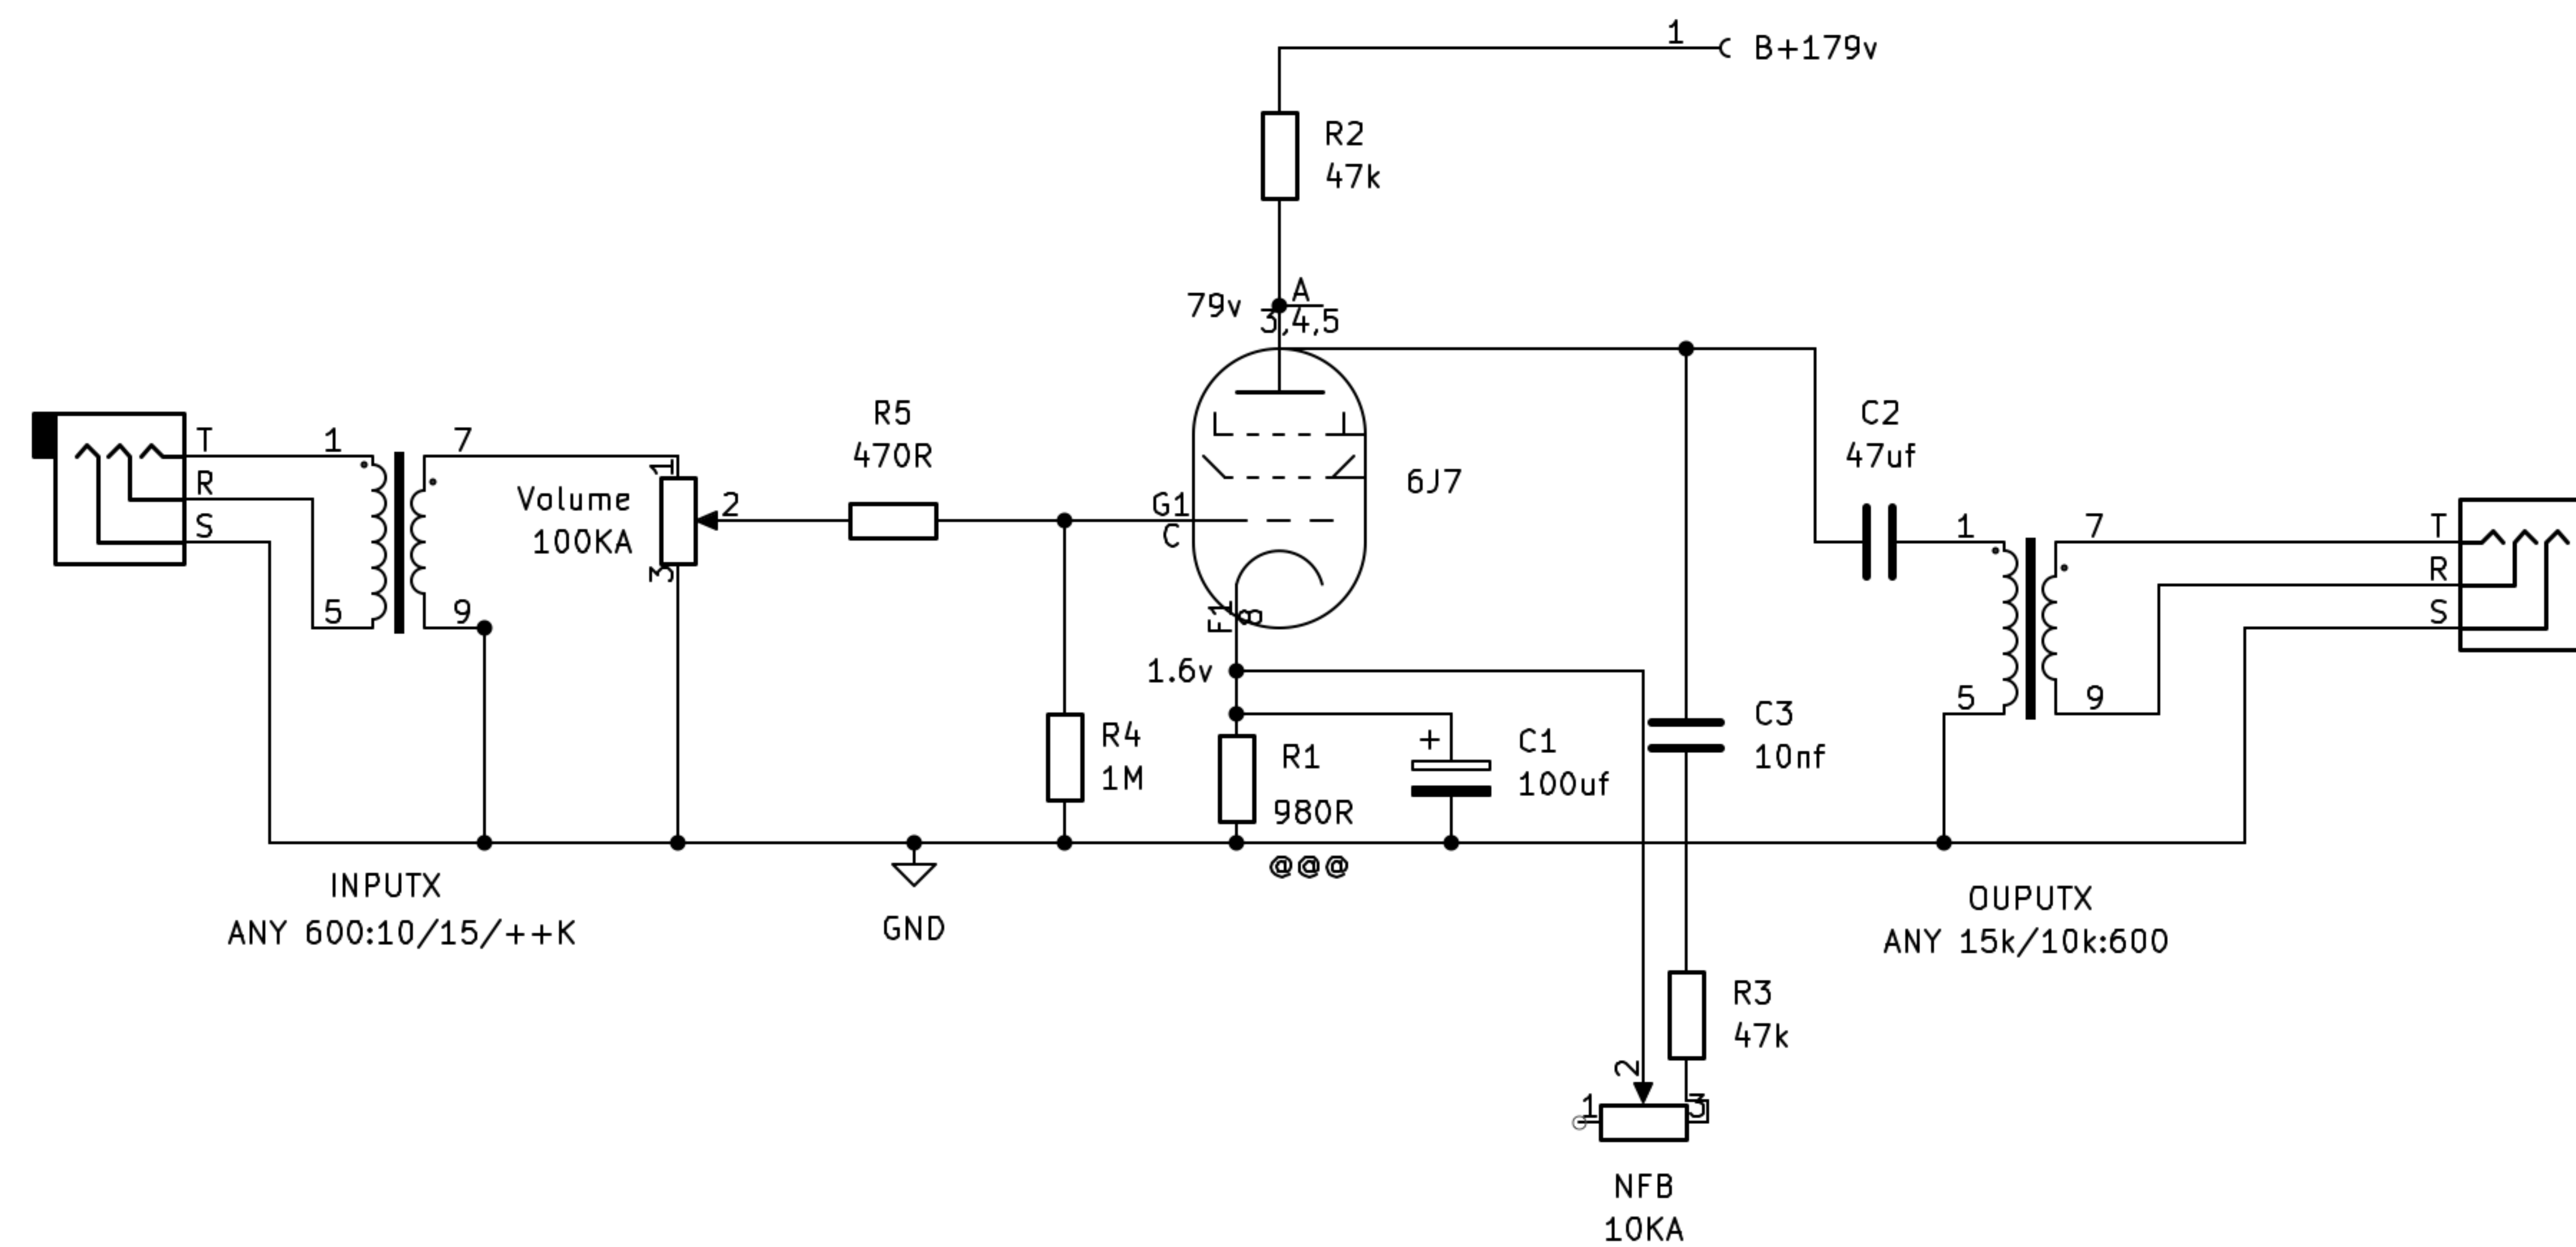 1
B+179v
R2
47k
A
79v
3,4,5
R5
470R
C2
47uf
T
1
7
R
S
5
9
Volume
100KA
1
2
3
G1
C
6J7
F1
8
1.6v
R4
1M
R1
980R
+
C1
100uf
C3
10nf
1
7
T
R
S
5
9
@@@
INPUTX
ANY 600:10/15/++K
GND
OUPUTX
ANY 15k/10k:600
R3
47k
2
1
3
NFB
10KA